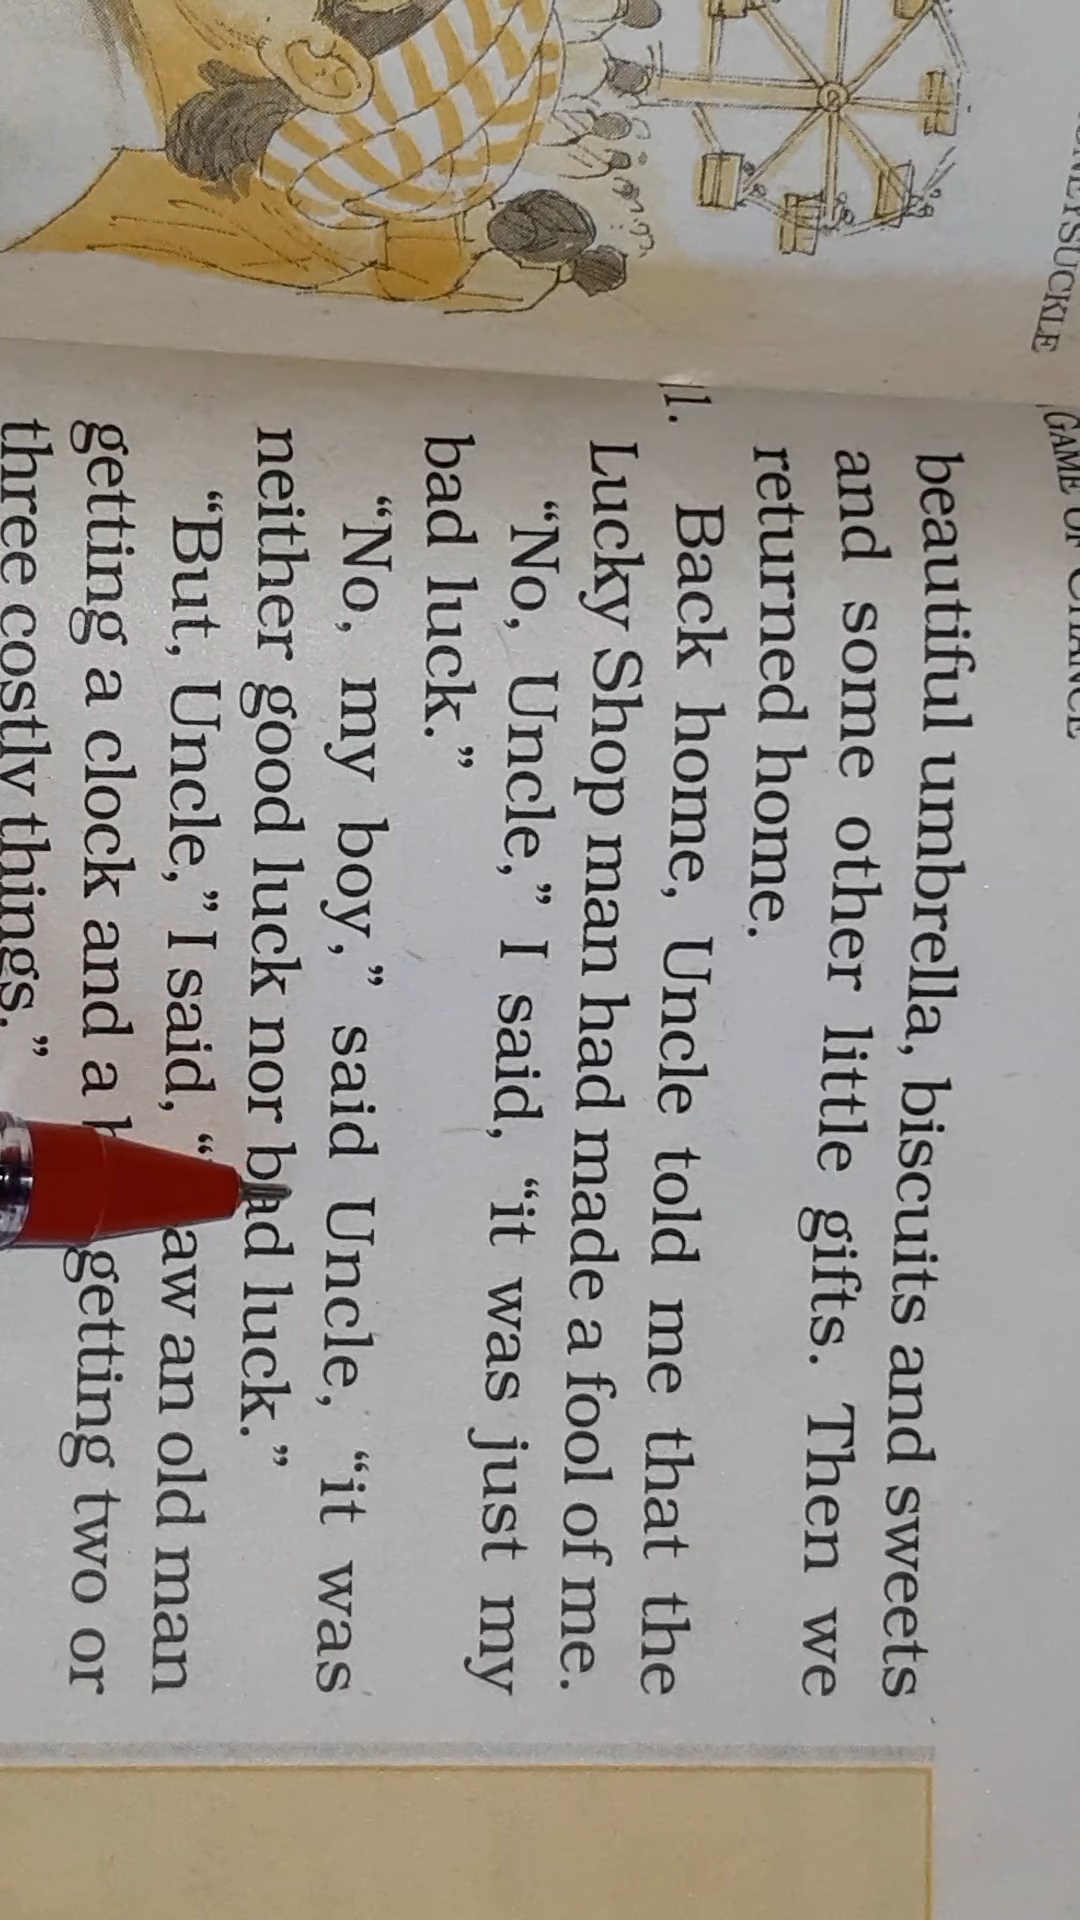 GAME OF CHANCE
beautiful umbrella, biscuits and sweets
and some other little gifts. Then we
returned home.
11. Back home, Uncle told me that the
Lucky Shop man had made a fool of me.
“No, Uncle,” I said, “it was just my
bad luck.”
“No, my boy,” said Uncle, “it was
neither good luck nor bad luck.”
“But, Uncle,” I said, “ an old man
getting a clock and a getting two or
three costly things.”